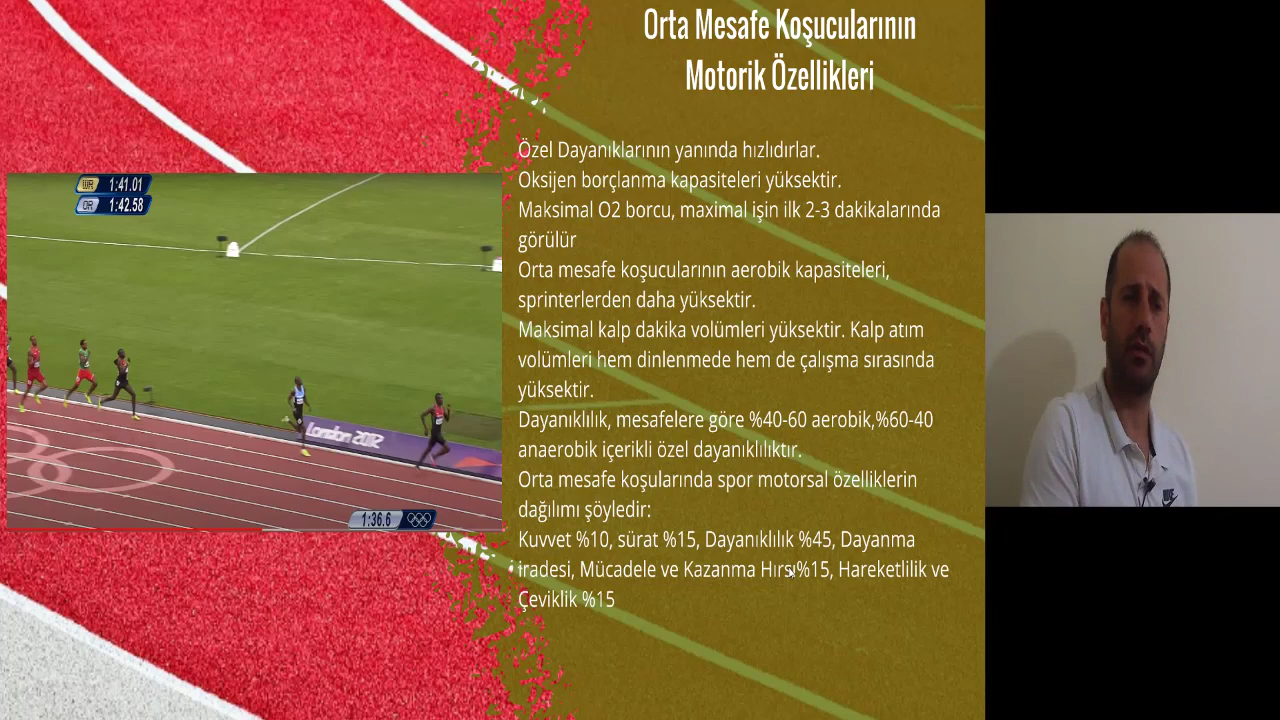 Orta Mesafe Koşucularının
Motorik Özellikleri
Özel Dayanıklarının yanında hızlıdırlar.
Oksijen borçlanma kapasiteleri yüksektir.
Maksimal O2 borcu, maximal işin ilk 2-3 dakikalarında
görülür
Orta mesafe koşucularının aerobik kapasiteleri,
sprinterlerden daha yüksektir.
Maksimal kalp dakika volümleri yüksektir. Kalp atım
volümleri hem dinlenmede hem de çalışma sırasında
yüksektir.
Dayanıklılık, mesafelere göre %40-60 aerobik,%60-40
anaerobik içerikli özel dayanıklılıktır.
Orta mesafe koşularında spor motorsal özelliklerin
dağılımı şöyledir:
Kuvvet %10, sürat %15, Dayanıklılık %45, Dayanma
iradesi, Mücadele ve Kazanma Hırsı%15, Hareketlilik ve
Çeviklik %15
WR 1:41.01
OR 1:42.58
London 2012
1:36.6
NIKE